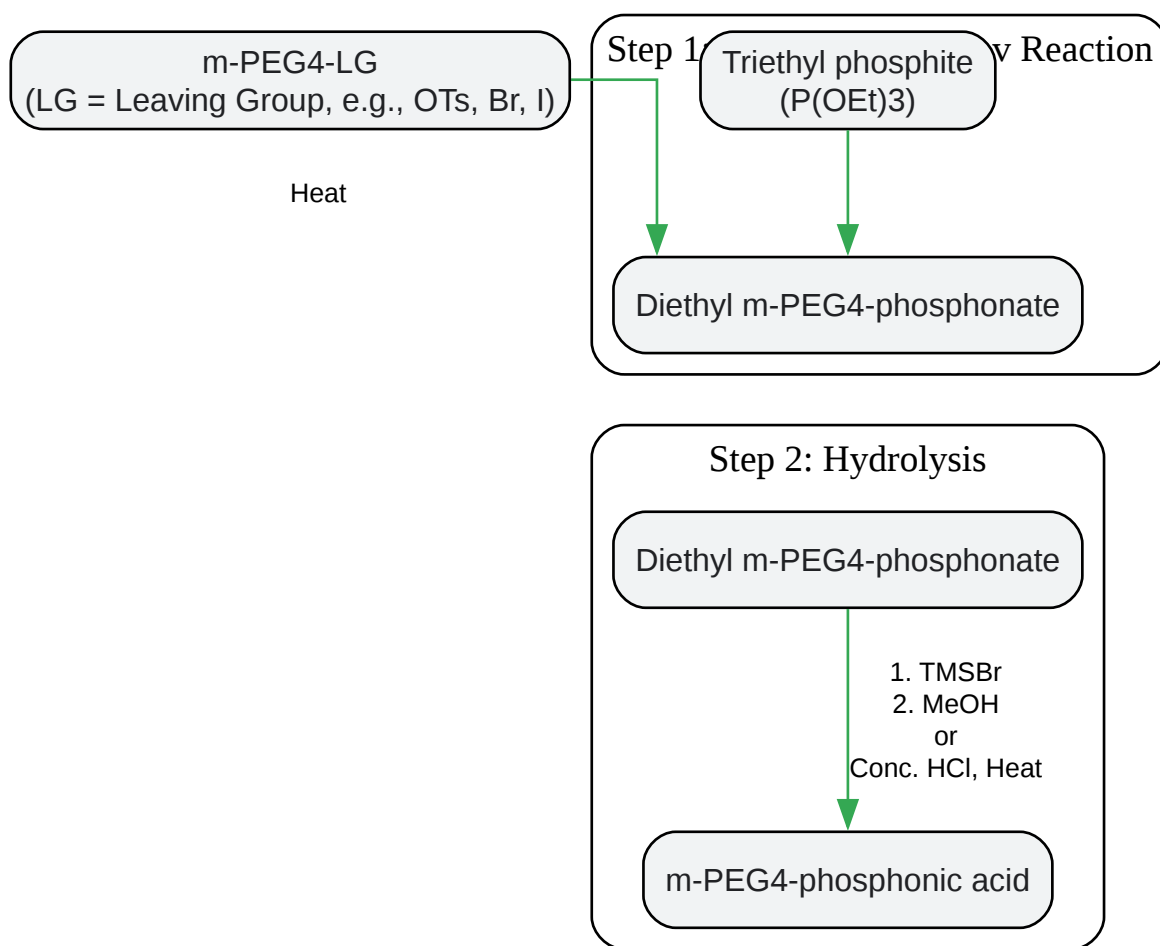 m-PEG4-LG
(LG = Leaving Group, e.g., OTs, Br, I)
Step 1: Reaction
Triethyl phosphite
(P(OEt)3)
Heat
Diethyl m-PEG4-phosphonate
Step 2: Hydrolysis
Diethyl m-PEG4-phosphonate
1. TMSBr
2. MeOH
or
Conc. HCl, Heat
m-PEG4-phosphonic acid